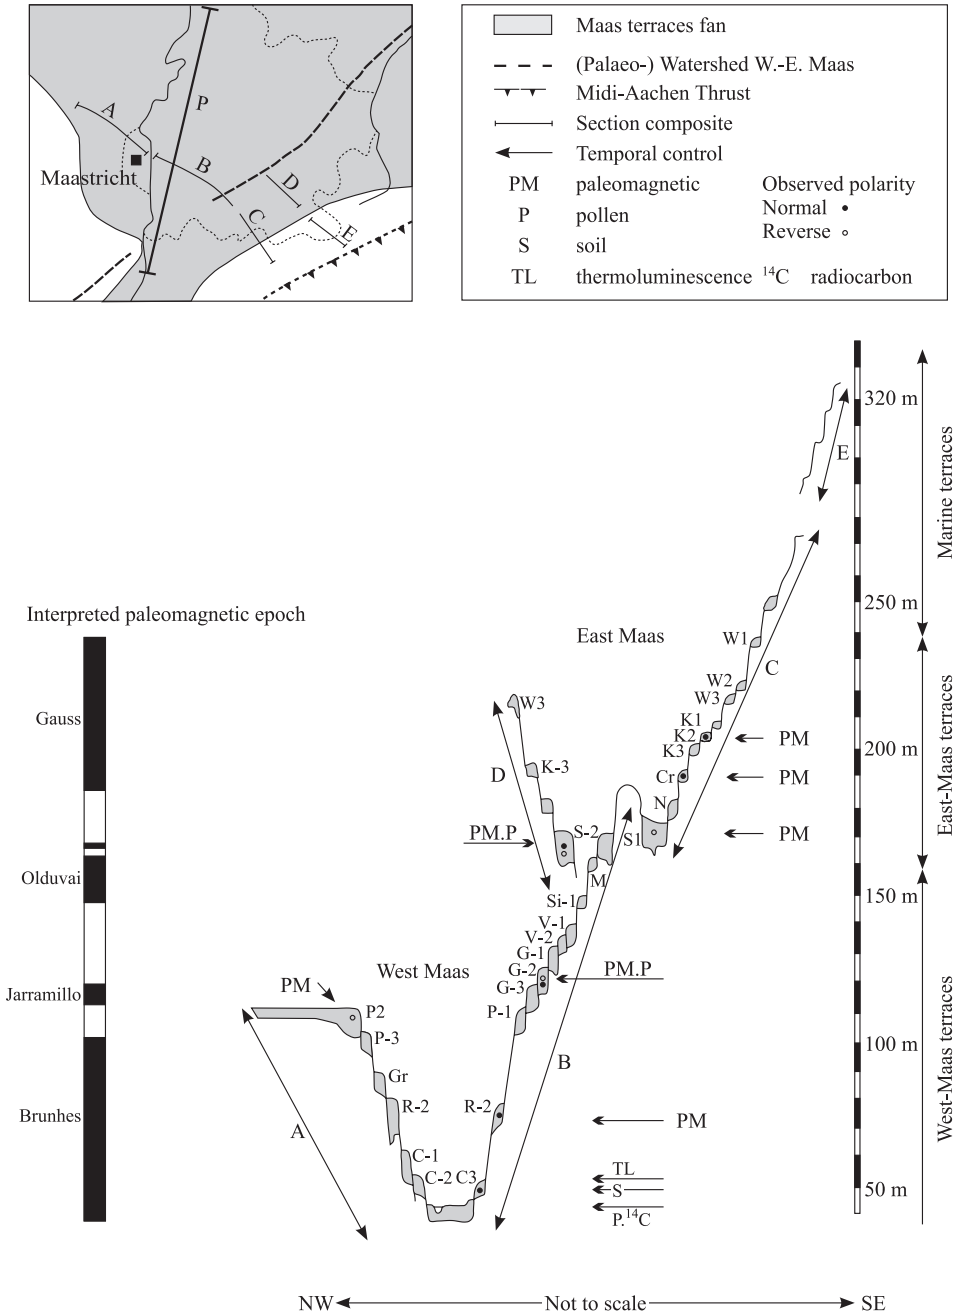 A
P
B
Maastricht
D
C
E
Maas terraces fan
(Palaeo-) Watershed W.-E. Maas
Midi-Aachen Thrust
Section composite
Temporal control
PM paleomagnetic Observed polarity
P pollen Normal
S soil Reverse
TL thermoluminescence ¹⁴C radiocarbon
320 m
E
Marine terraces
250 m
Interpreted paleomagnetic epoch
East Maas
W1
C
W2
W3
W3
Gauss
K1
K2
PM
200 m
K3
K-3
D
Cr
PM
East-Maas terraces
N
PM.P
S-2
S1
PM
Olduvai
M
Si-1
150 m
V-1
V-2
G-1
West Maas
G-2
PM.P
G-3
PM
Jarramillo
P2
P-1
P-3
100 m
B
Gr
West-Maas terraces
R-2
R-2
Brunhes
PM
A
C-1
TL
C-2 C3
S
50 m
P.¹⁴C
NW Not to scale SE